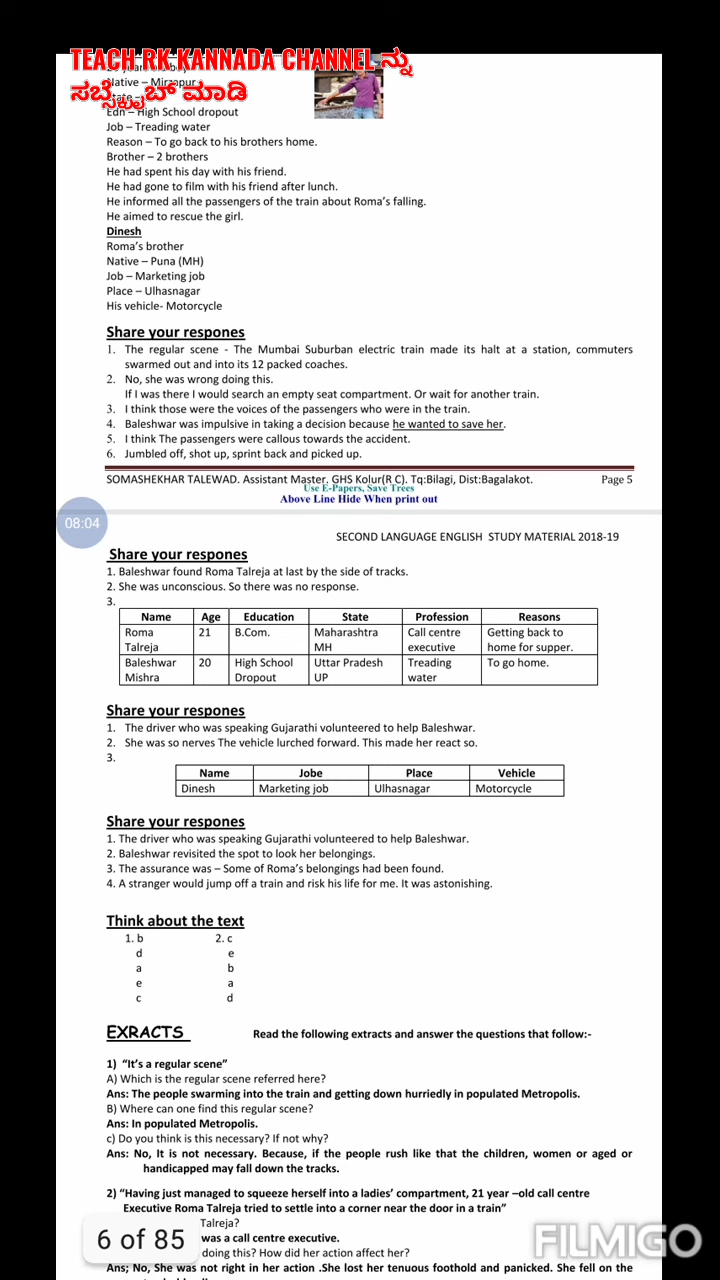 TEACH RK KANNADA CHANNEL ನ್ನು
ಸಬ್ಸ್ಕ್ರೈಬ್ ಮಾಡಿ
Native – Mirzapur
Edn – High School dropout
Job – Treading water
Reason – To go back to his brothers home.
Brother – 2 brothers
He had spent his day with his friend.
He had gone to film with his friend after lunch.
He informed all the passengers of the train about Roma's falling.
He aimed to rescue the girl.
Dinesh
Roma's brother
Native – Puna (MH)
Job – Marketing job
Place – Ulhasnagar
His vehicle- Motorcycle
Share your respones
1. The regular scene - The Mumbai Suburban electric train made its halt at a station, commuters
swarmed out and into its 12 packed coaches.
2. No, she was wrong doing this.
If I was there I would search an empty seat compartment. Or wait for another train.
3. I think those were the voices of the passengers who were in the train.
4. Baleshwar was impulsive in taking a decision because he wanted to save her.
5. I think The passengers were callous towards the accident.
6. Jumbled off, shot up, sprint back and picked up.
SOMASHEKHAR TALEWAD. Assistant Master. GHS Kolur(R C). Tq:Bilagi, Dist:Bagalakot. Page 5
Use E-Papers, Save Trees
Above Line Hide When print out
08:04
SECOND LANGUAGE ENGLISH STUDY MATERIAL 2018-19
Share your respones
1. Baleshwar found Roma Talreja at last by the side of tracks.
2. She was unconscious. So there was no response.
3.
Name Age Education State Profession Reasons
Roma 21 B.Com. Maharashtra Call centre Getting back to
Talreja MH executive home for supper.
Baleshwar 20 High School Uttar Pradesh Treading To go home.
Mishra Dropout UP water
Share your respones
1. The driver who was speaking Gujarathi volunteered to help Baleshwar.
2. She was so nerves The vehicle lurched forward. This made her react so.
3.
Name Jobe Place Vehicle
Dinesh Marketing job Ulhasnagar Motorcycle
Share your respones
1. The driver who was speaking Gujarathi volunteered to help Baleshwar.
2. Baleshwar revisited the spot to look her belongings.
3. The assurance was – Some of Roma's belongings had been found.
4. A stranger would jump off a train and risk his life for me. It was astonishing.
Think about the text
1. b 2. c
d e
a b
e a
c d
EXRACTS Read the following extracts and answer the questions that follow:-
1) "It's a regular scene"
A) Which is the regular scene referred here?
Ans: The people swarming into the train and getting down hurriedly in populated Metropolis.
B) Where can one find this regular scene?
Ans: In populated Metropolis.
c) Do you think is this necessary? If not why?
Ans: No, It is not necessary. Because, if the people rush like that the children, women or aged or
handicapped may fall down the tracks.
2) "Having just managed to squeeze herself into a ladies' compartment, 21 year –old call centre
Executive Roma Talreja tried to settle into a corner near the door in a train"
Talreja?
was a call centre executive.
doing this? How did her action affect her?
Ans; No, She was not right in her action .She lost her tenuous foothold and panicked. She fell on the
6 of 85
FILMIGO